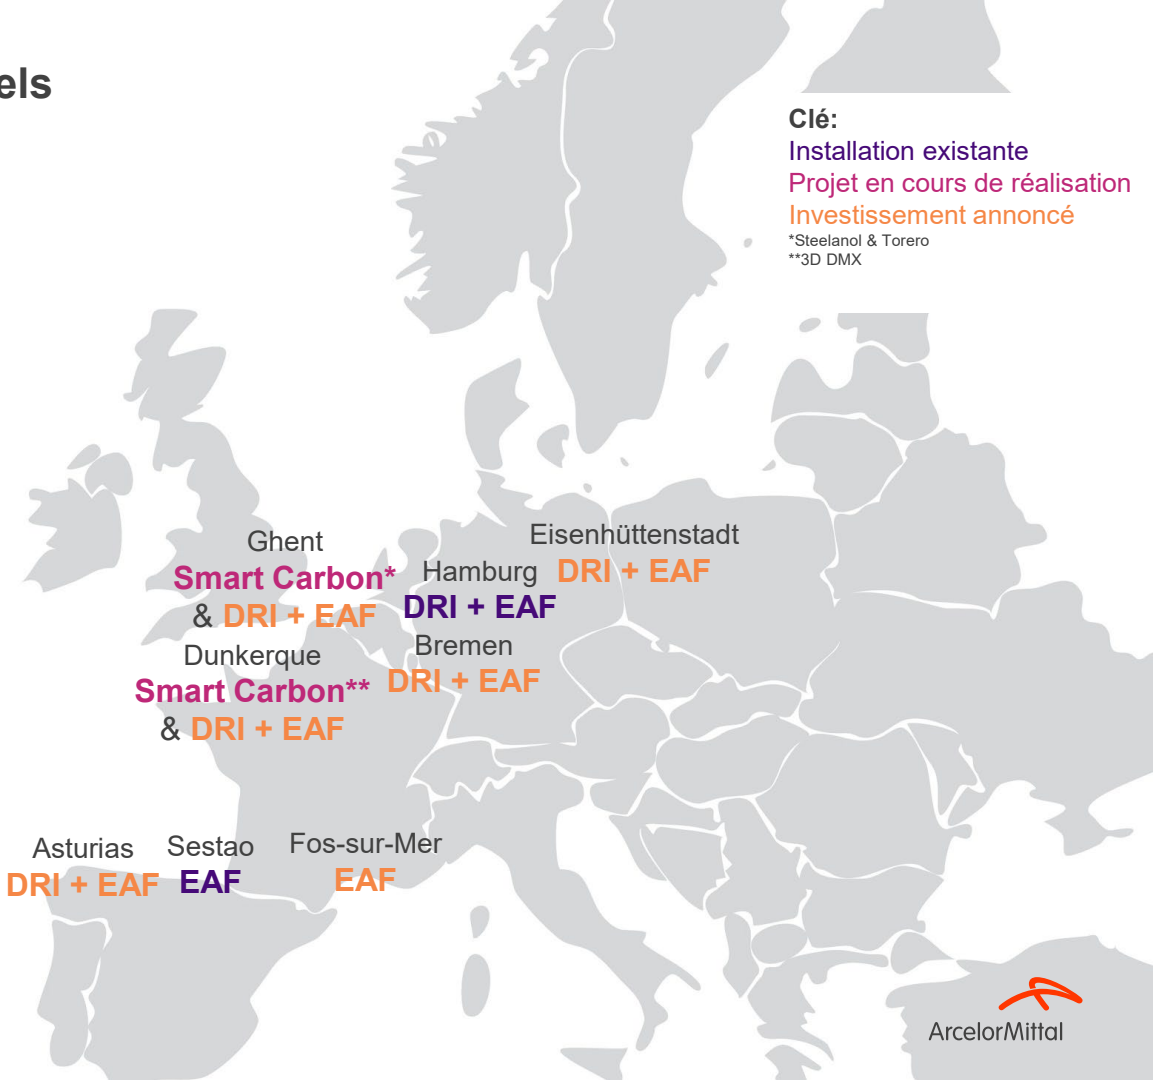 els
Clé:
Installation existante
Projet en cours de réalisation
Investissement annoncé
*Steelanol & Torero
**3D DMX
Ghent
Smart Carbon*
& DRI + EAF
Dunkerque
Smart Carbon**
& DRI + EAF
Hamburg
DRI + EAF
Bremen
DRI + EAF
Eisenhüttenstadt
DRI + EAF
Asturias
DRI + EAF
Sestao
EAF
Fos-sur-Mer
EAF
ArcelorMittal